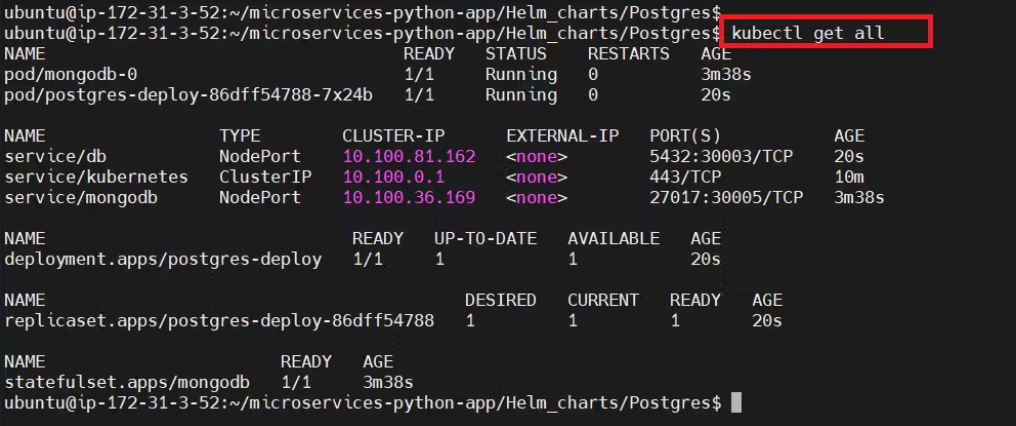 ubuntu@ip-172-31-3-52:~/microservices-python-app/Helm_charts/Postgres$
ubuntu@ip-172-31-3-52:~/microservices-python-app/Helm_charts/Postgres$ kubectl get all
NAME READY STATUS RESTARTS AGE
pod/mongodb-0 1/1 Running 0 3m38s
pod/postgres-deploy-86dff54788-7x24b 1/1 Running 0 20s
NAME TYPE CLUSTER-IP EXTERNAL-IP PORT(S) AGE
service/db NodePort 10.100.81.162 <none> 5432:30003/TCP 20s
service/kubernetes ClusterIP 10.100.0.1 <none> 443/TCP 10m
service/mongodb NodePort 10.100.36.169 <none> 27017:30005/TCP 3m38s
NAME READY UP-TO-DATE AVAILABLE AGE
deployment.apps/postgres-deploy 1/1 1 1 20s
NAME DESIRED CURRENT READY AGE
replicaset.apps/postgres-deploy-86dff54788 1 1 1 20s
NAME READY AGE
statefulset.apps/mongodb 1/1 3m38s
ubuntu@ip-172-31-3-52:~/microservices-python-app/Helm_charts/Postgres$